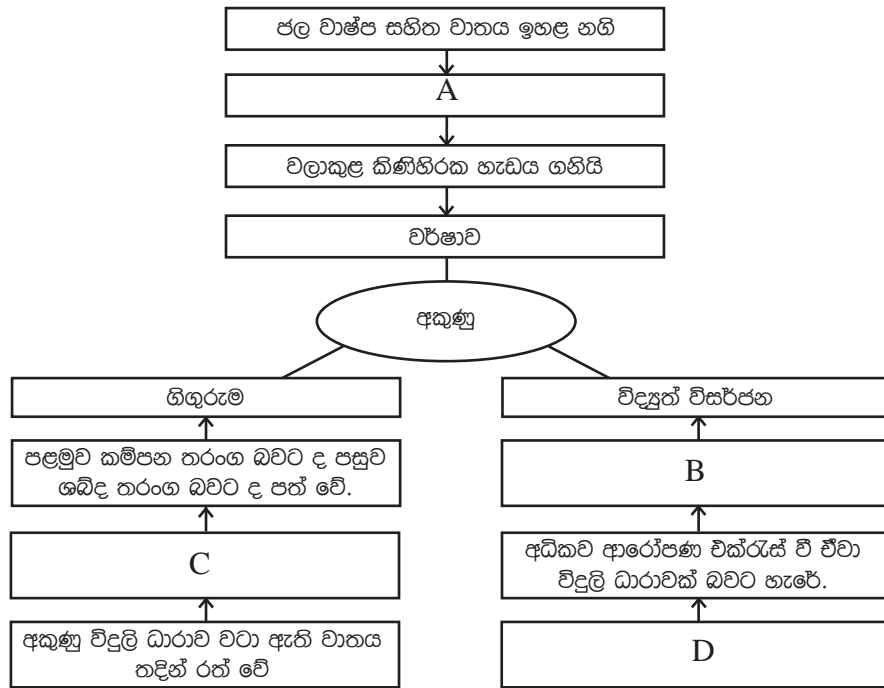 ජල වාෂ්ප සහිත වාතය ඉහළ නගි
A
වලාකුළ කිණිහිරක හැඩය ගනියි
වර්ෂාව
අකුණු
ගිගුරුම
විද්‍යුත් විසර්ජන
පළමුව කම්පන තරංග බවට ද පසුව
ශබ්ද තරංග බවට ද පත් වේ.
B
C
අධිකව ආරෝපණ එක්රැස් වී ඒවා
විදුලි ධාරාවක් බවට හැරේ.
අකුණු විදුලි ධාරාව වටා ඇති වාතය
තදින් රත් වේ
D